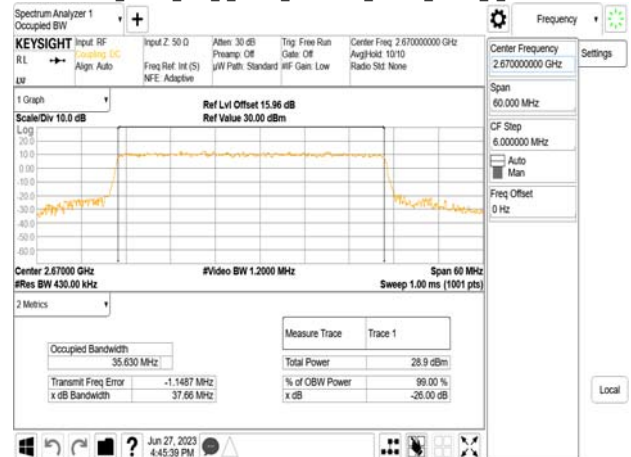 Spectrum Analyzer 1
Occupied BW
Frequency
KEYSIGHT
RL
LU
Input: RF
Coupling: DC
Align: Auto
Input Z: 50 Ω
Freq Ref: Int (S)
NFE: Adaptive
Atten: 30 dB
Preamp: Off
µW Path: Standard
Trig: Free Run
Gate: Off
#IF Gain: Low
Center Freq: 2.670000000 GHz
Avg|Hold: 10/10
Radio Std: None
Center Frequency
2.670000000 GHz
Settings
Span
60.000 MHz
CF Step
6.000000 MHz
Auto
Man
Freq Offset
0 Hz
1 Graph
Scale/Div 10.0 dB
Ref Lvl Offset 15.96 dB
Ref Value 30.00 dBm
Log
20.0
10.0
0.00
-10.0
-20.0
-30.0
-40.0
-50.0
-60.0
Center 2.67000 GHz
#Res BW 430.00 kHz
#Video BW 1.2000 MHz
Span 60 MHz
Sweep 1.00 ms (1001 pts)
2 Metrics
Measure Trace Trace 1
Occupied Bandwidth
35.630 MHz
Total Power 28.9 dBm
Transmit Freq Error -1.1487 MHz
% of OBW Power 99.00 %
x dB Bandwidth 37.66 MHz
x dB -26.00 dB
Local
?
Jun 27, 2023
4:45:39 PM